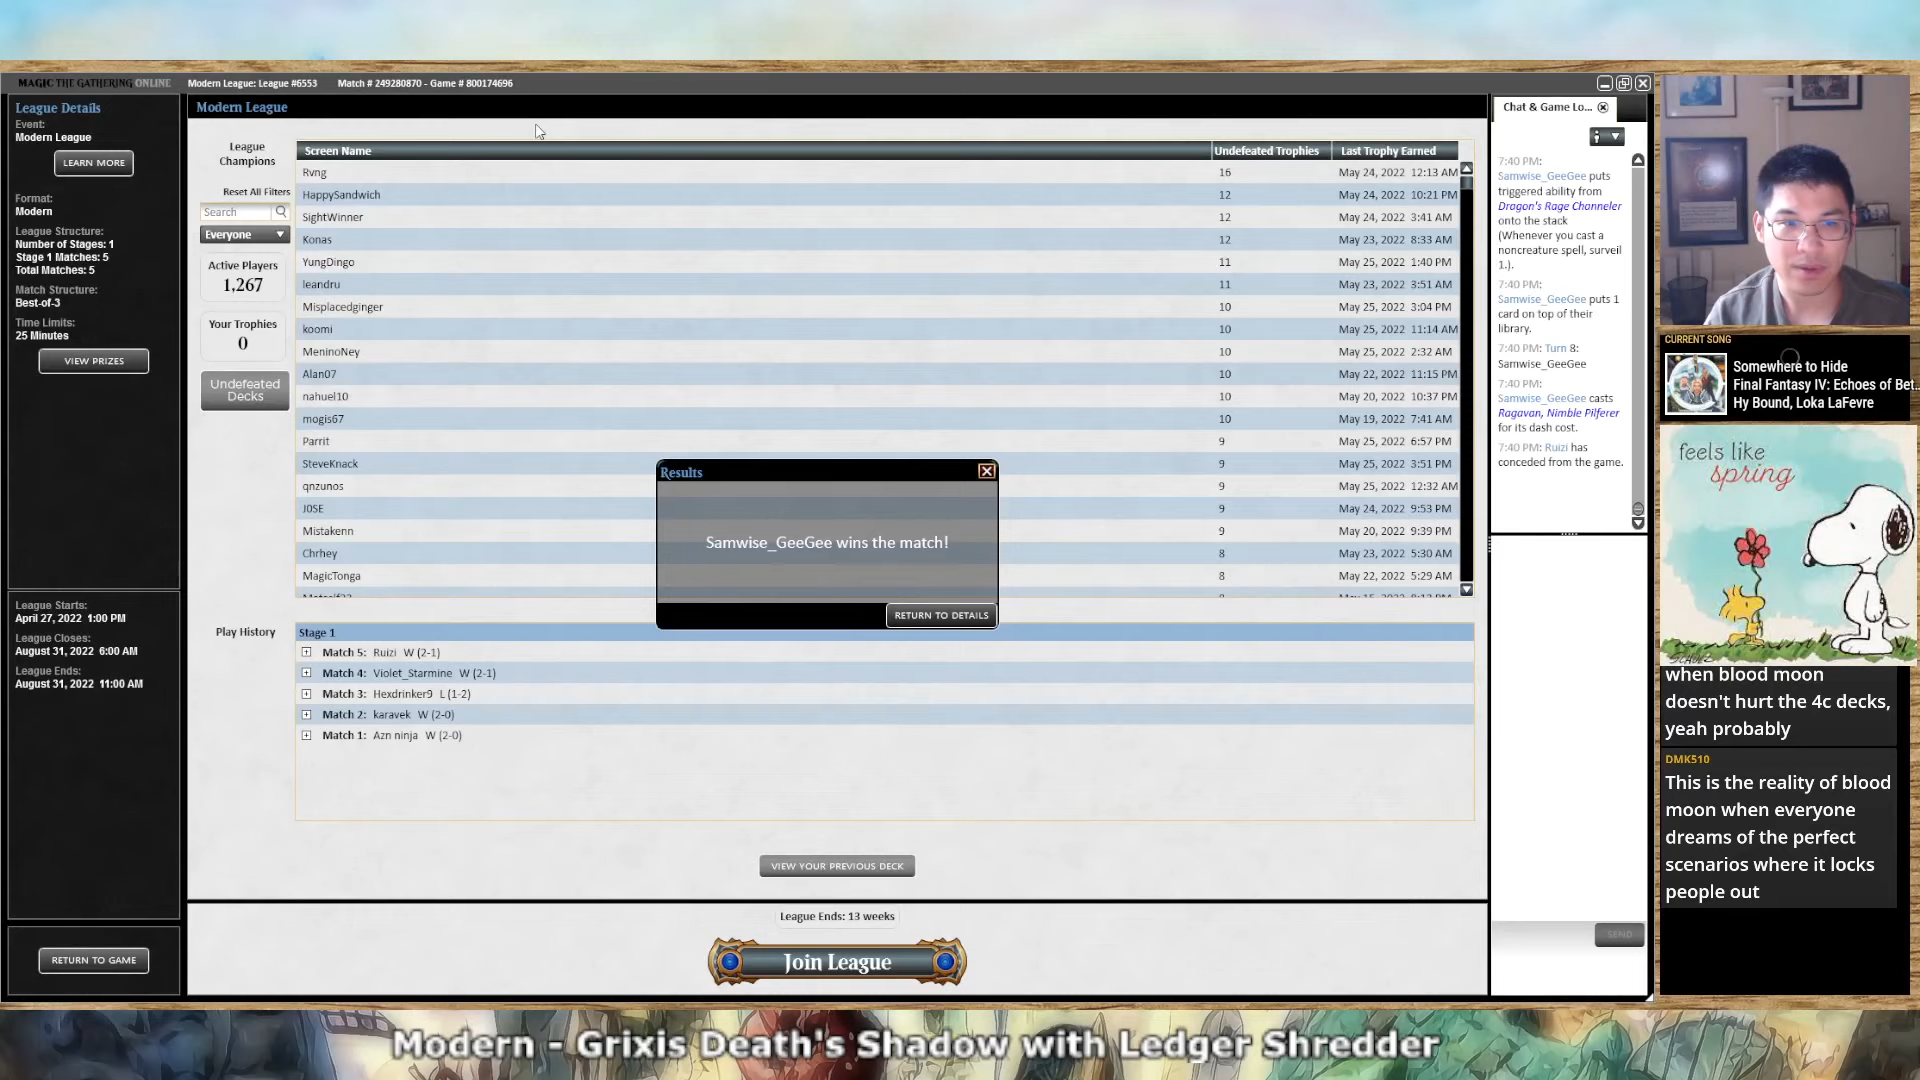 MAGIC THE GATHERING ONLINE
Modern League: League #6553
Match # 249280870 - Game # 800174696
League Details
Event:
Modern League
LEARN MORE
Format:
Modern
League Structure:
Number of Stages: 1
Stage 1 Matches: 5
Total Matches: 5
Match Structure:
Best-of-3
Time Limits:
25 Minutes
VIEW PRIZES
League Starts:
April 27, 2022 1:00 PM
League Closes:
August 31, 2022 6:00 AM
League Ends:
August 31, 2022 11:00 AM
RETURN TO GAME
Modern League
League
Champions
Reset All Filters
Search
Everyone
Active Players
1,267
Your Trophies
0
Undefeated
Decks
Screen Name Undefeated Trophies Last Trophy Earned
Rvng 16 May 24, 2022 12:13 AM
HappySandwich 12 May 24, 2022 10:21 PM
SightWinner 12 May 24, 2022 3:41 AM
Konas 12 May 23, 2022 8:33 AM
YungDingo 11 May 25, 2022 1:40 PM
leandru 11 May 23, 2022 3:51 AM
Misplacedginger 10 May 25, 2022 3:04 PM
koomi 10 May 25, 2022 11:14 AM
MeninoNey 10 May 25, 2022 2:32 AM
Alan07 10 May 22, 2022 11:15 PM
nahuel10 10 May 20, 2022 10:37 PM
mogis67 10 May 19, 2022 7:41 AM
Parrit 9 May 25, 2022 6:57 PM
SteveKnack 9 May 25, 2022 3:51 PM
qnzunos 9 May 25, 2022 12:32 AM
J0SE 9 May 24, 2022 9:53 PM
Mistakenn 9 May 20, 2022 9:39 PM
Chrhey 8 May 23, 2022 5:30 AM
MagicTonga 8 May 22, 2022 5:29 AM
Results
Samwise_GeeGee wins the match!
RETURN TO DETAILS
Play History
Stage 1
Match 5: Ruizi W (2-1)
Match 4: Violet_Starmine W (2-1)
Match 3: Hexdrinker9 L (1-2)
Match 2: karavek W (2-0)
Match 1: Azn ninja W (2-0)
VIEW YOUR PREVIOUS DECK
League Ends: 13 weeks
Join League
Chat & Game Lo...
7:40 PM:
Samwise_GeeGee puts
triggered ability from
Dragon's Rage Channeler
onto the stack
(Whenever you cast a
noncreature spell, surveil
1.).
7:40 PM:
Samwise_GeeGee puts 1
card on top of their
library.
7:40 PM: Turn 8:
Samwise_GeeGee
7:40 PM:
Samwise_GeeGee casts
Ragavan, Nimble Pilferer
for its dash cost.
7:40 PM: Ruizi has
conceded from the game.
SEND
CURRENT SONG
Somewhere to Hide
Final Fantasy IV: Echoes of Bet...
Hy Bound, Loka LaFevre
feels like
spring
SCHULZ
when blood moon
doesn't hurt the 4c decks,
yeah probably
DMK510
This is the reality of blood
moon when everyone
dreams of the perfect
scenarios where it locks
people out
Modern - Grixis Death's Shadow with Ledger Shredder